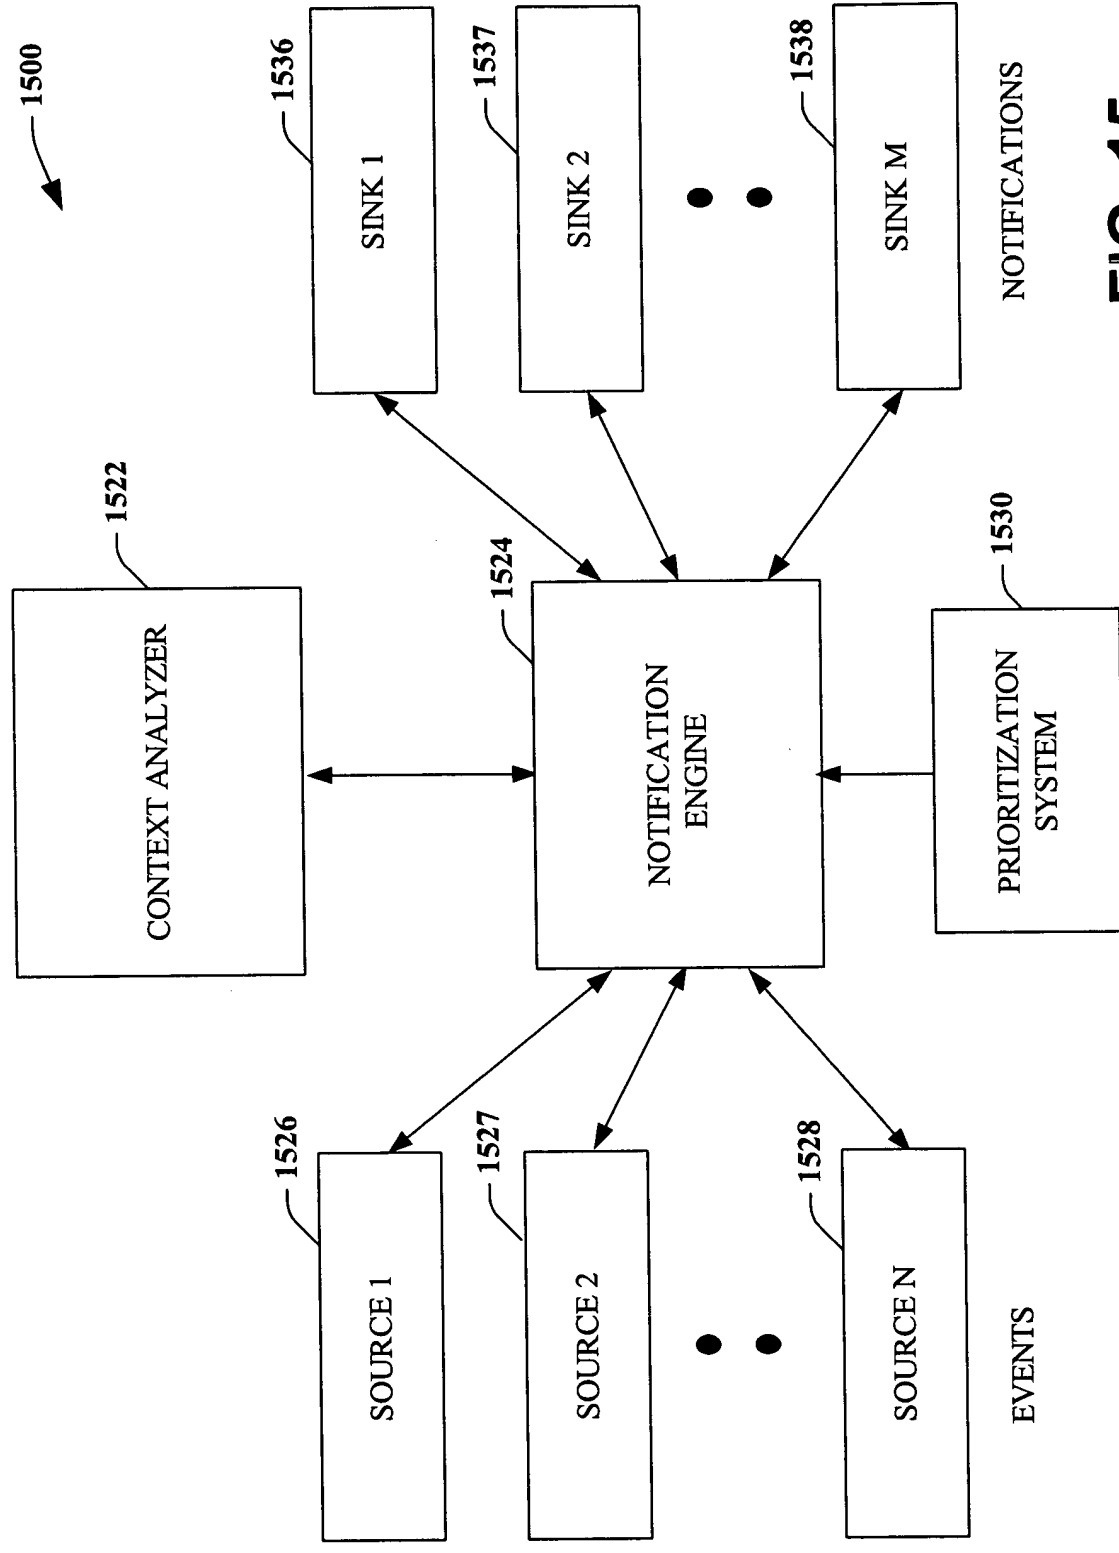 1500
CONTEXT ANALYZER
1522
1526
SOURCE 1
1527
SOURCE 2
1528
SOURCE N
EVENTS
NOTIFICATION
ENGINE
1524
PRIORITIZATION
SYSTEM
1530
1536
SINK 1
1537
SINK 2
1538
SINK M
NOTIFICATIONS